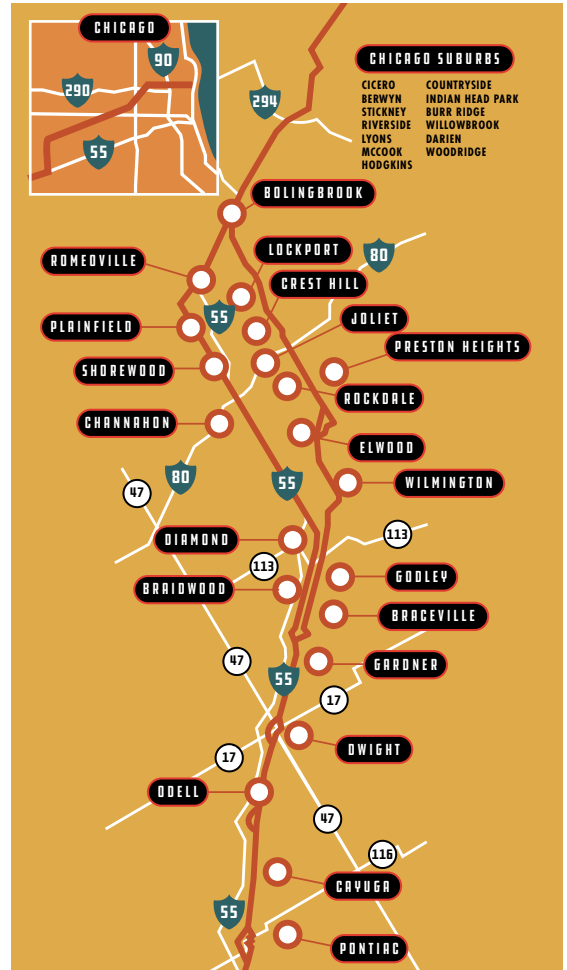 CHICAGO
90
290
55
294
CHICAGO SUBURBS
CICERO
BERWYN
STICKNEY
RIVERSIDE
LYONS
MCCOOK
HODGKINS
COUNTRYSIDE
INDIAN HEAD PARK
BURR RIDGE
WILLOWBROOK
DARIEN
WOODRIDGE
BOLINGBROOK
LOCKPORT
80
ROMEOVILLE
CREST HILL
55
JOLIET
PLAINFIELD
PRESTON HEIGHTS
SHOREWOOD
ROCKDALE
CHANNAHON
ELWOOD
80
55
WILMINGTON
47
113
DIAMOND
113
GODLEY
BRAIDWOOD
BRACEVILLE
47
GARDNER
55
17
DWIGHT
17
ODELL
47
116
CAYUGA
55
PONTIAC